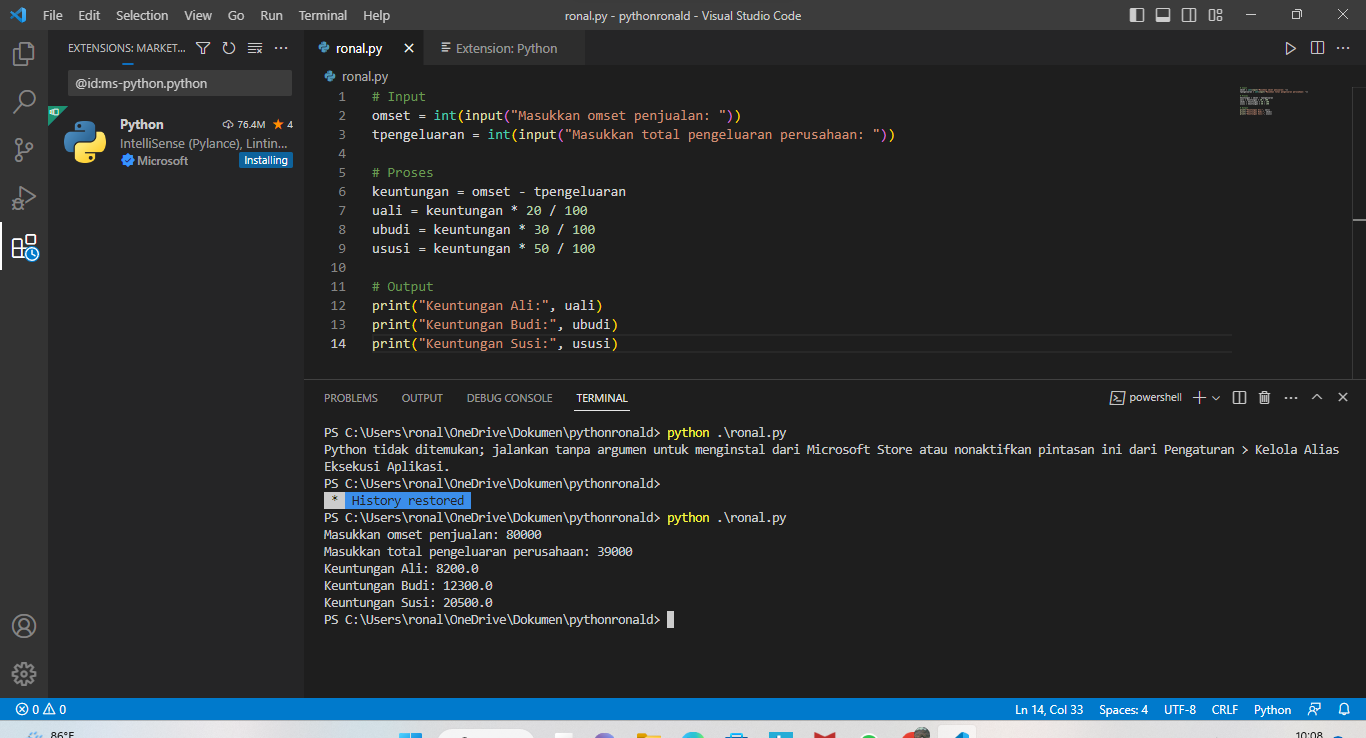 File Edit Selection View Go Run Terminal Help
ronal.py - pythonronald - Visual Studio Code
EXTENSIONS: MARKET...
@id:ms-python.python
Python 76.4M ★ 4
IntelliSense (Pylance), Lintin...
Microsoft Installing
ronal.py Extension: Python
ronal.py
1 # Input
2 omset = int(input("Masukkan omset penjualan: "))
3 tpengeluaran = int(input("Masukkan total pengeluaran perusahaan: "))
4
5 # Proses
6 keuntungan = omset - tpengeluaran
7 uali = keuntungan * 20 / 100
8 ubudi = keuntungan * 30 / 100
9 ususi = keuntungan * 50 / 100
10
11 # Output
12 print("Keuntungan Ali:", uali)
13 print("Keuntungan Budi:", ubudi)
14 print("Keuntungan Susi:", ususi)
PROBLEMS OUTPUT DEBUG CONSOLE TERMINAL
powershell
PS C:\Users\ronal\OneDrive\Dokumen\pythonronald> python .\ronal.py
Python tidak ditemukan; jalankan tanpa argumen untuk menginstal dari Microsoft Store atau nonaktifkan pintasan ini dari Pengaturan > Kelola Alias
Eksekusi Aplikasi.
PS C:\Users\ronal\OneDrive\Dokumen\pythonronald>
* History restored
PS C:\Users\ronal\OneDrive\Dokumen\pythonronald> python .\ronal.py
Masukkan omset penjualan: 80000
Masukkan total pengeluaran perusahaan: 39000
Keuntungan Ali: 8200.0
Keuntungan Budi: 12300.0
Keuntungan Susi: 20500.0
PS C:\Users\ronal\OneDrive\Dokumen\pythonronald>
0 0
Ln 14, Col 33 Spaces: 4 UTF-8 CRLF Python
86°F
10:08